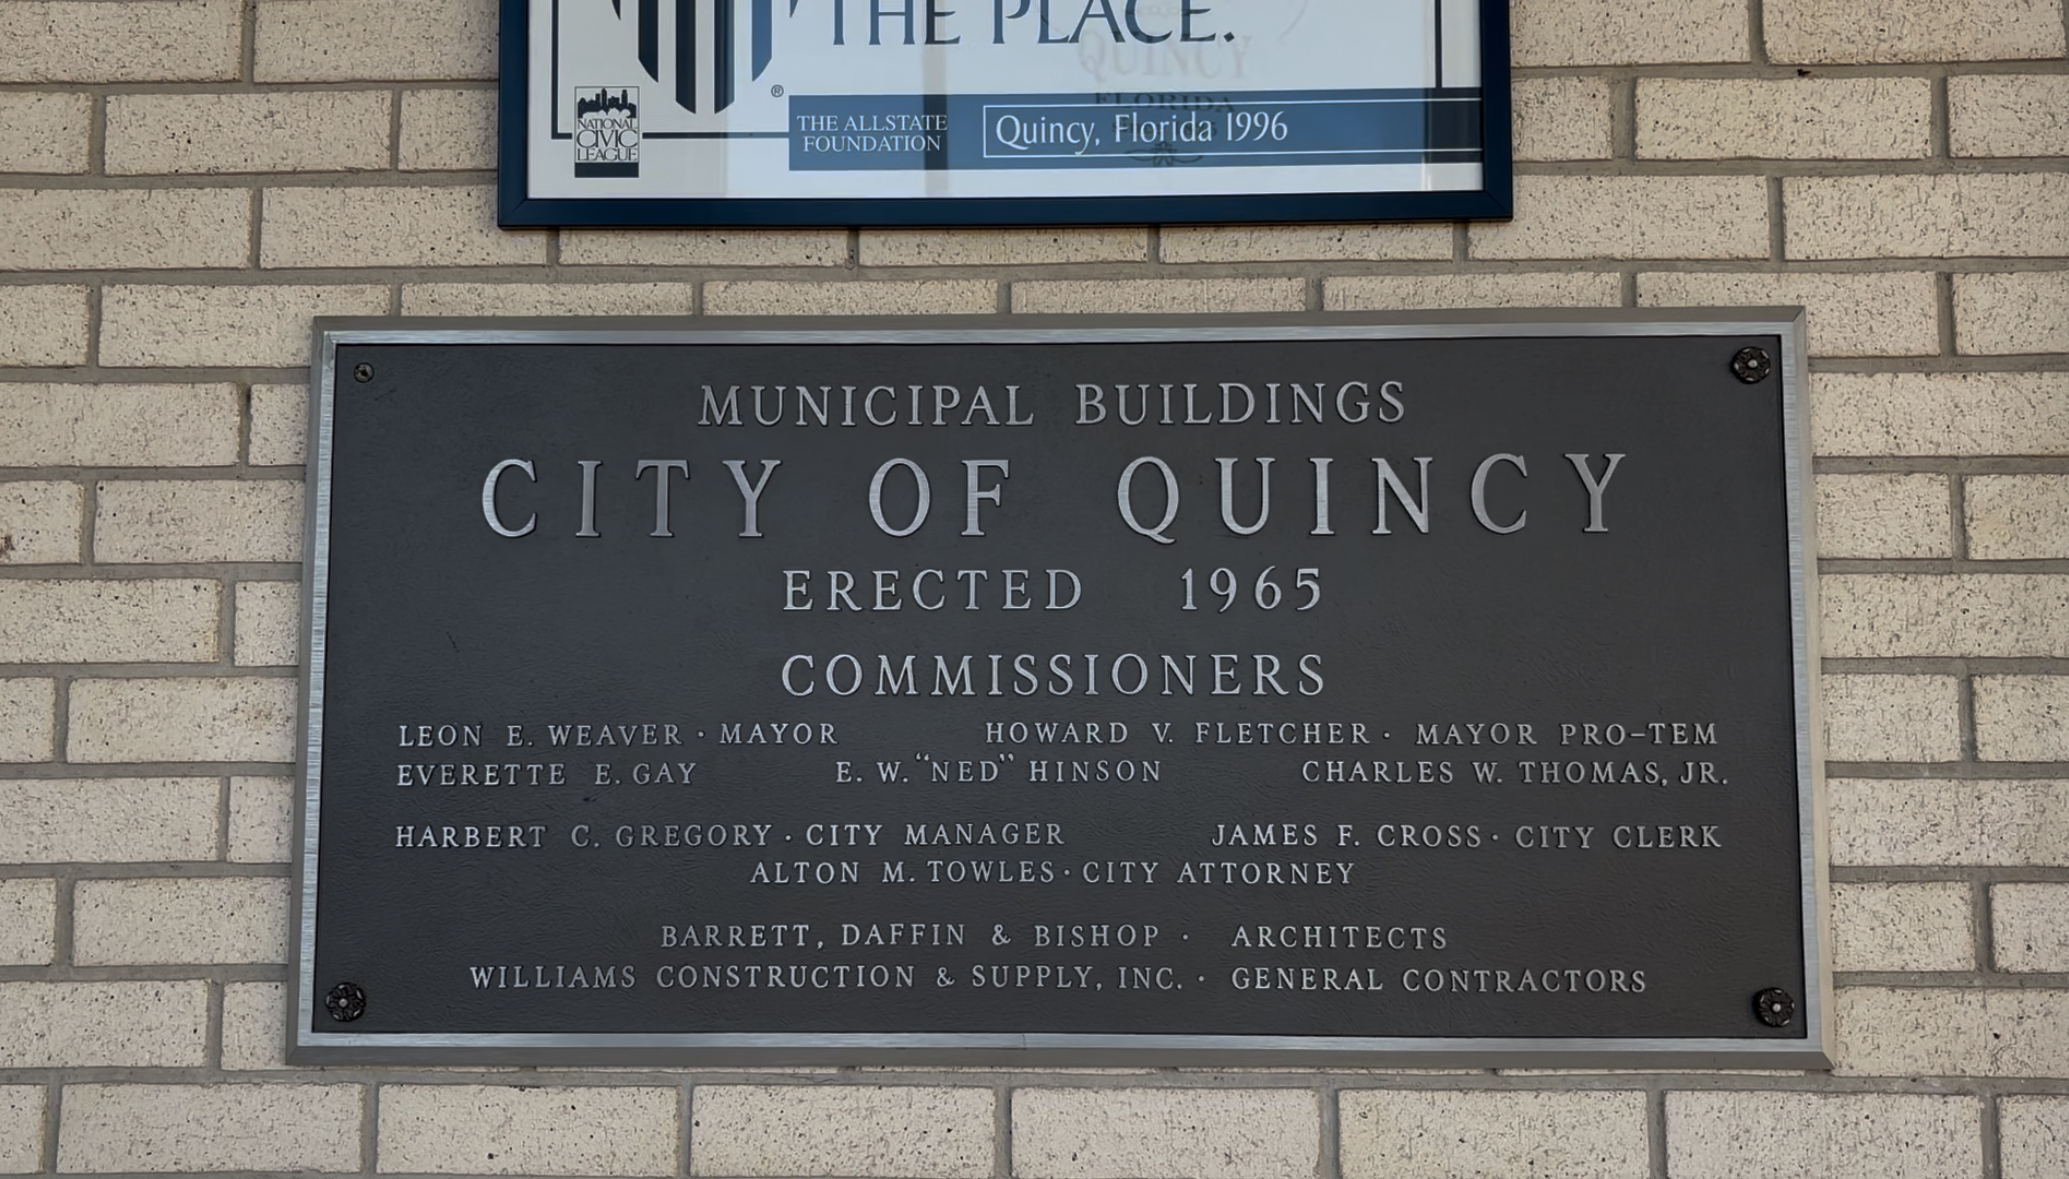 THE PLACE.
®
NATIONAL
CIVIC
LEAGUE
THE ALLSTATE
FOUNDATION
Quincy, Florida 1996
QUINCY
FLORIDA
MUNICIPAL BUILDINGS
CITY OF QUINCY
ERECTED 1965
COMMISSIONERS
LEON E. WEAVER · MAYOR HOWARD V. FLETCHER · MAYOR PRO-TEM
EVERETTE E. GAY E. W. "NED" HINSON CHARLES W. THOMAS, JR.
HARBERT C. GREGORY · CITY MANAGER JAMES F. CROSS · CITY CLERK
ALTON M. TOWLES · CITY ATTORNEY
BARRETT, DAFFIN & BISHOP · ARCHITECTS
WILLIAMS CONSTRUCTION & SUPPLY, INC. · GENERAL CONTRACTORS